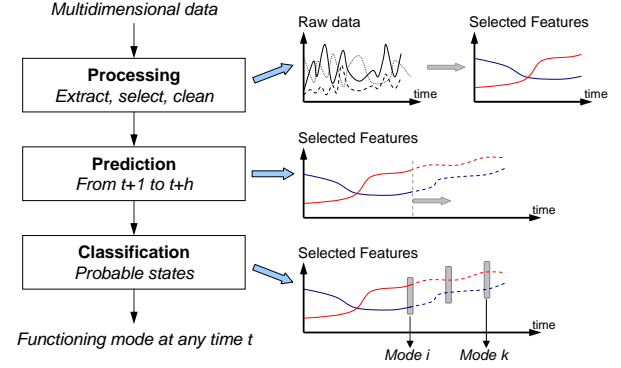 Multidimensional data
Processing
Extract, select, clean
Raw data
time
Selected Features
time
Prediction
From t+1 to t+h
Selected Features
time
Classification
Probable states
Selected Features
time
Functioning mode at any time t
Mode i
Mode k